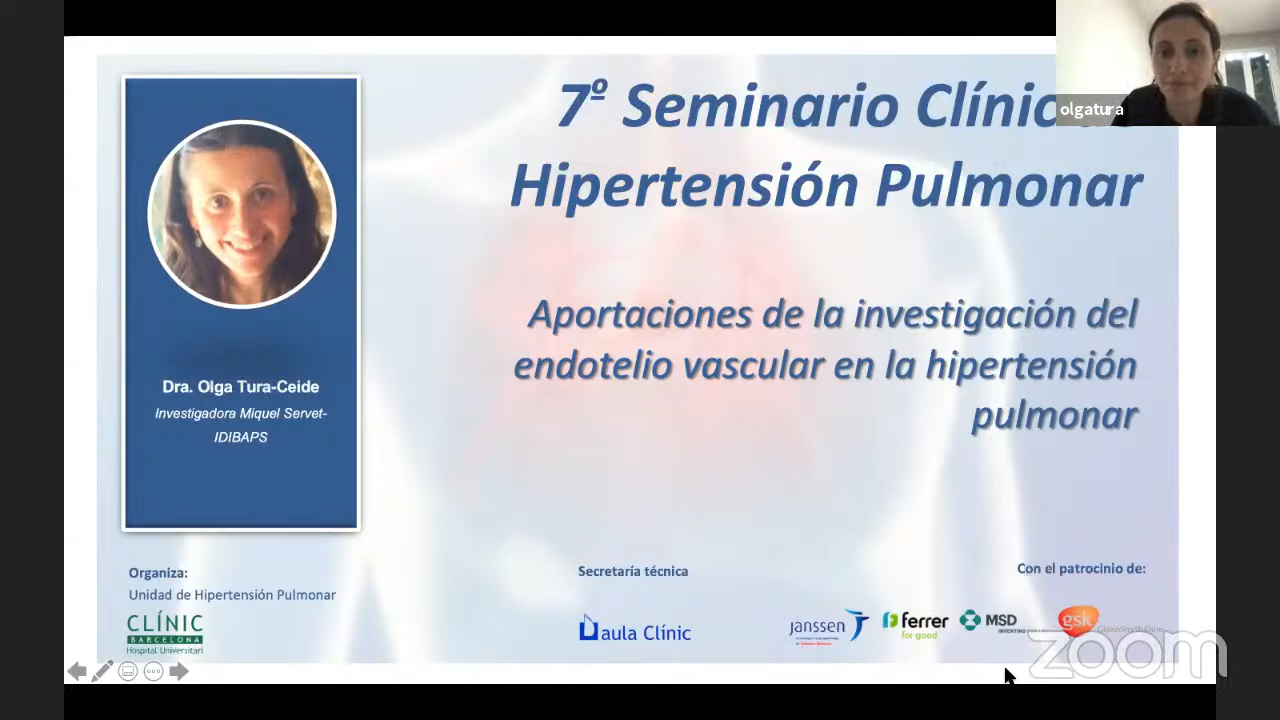 7º Seminario Clínic
olgatura
Hipertensión Pulmonar
Aportaciones de la investigación del
endotelio vascular en la hipertensión
pulmonar
Dra. Olga Tura-Ceide
Investigadora Miquel Servet-
IDIBAPS
Organiza:
Unidad de Hipertensión Pulmonar
CLÍNIC
BARCELONA
Hospital Universitari
Secretaría técnica
aula Clínic
Con el patrocinio de:
janssen
ferrer
for good
MSD
INVENTING
gsk
zoom